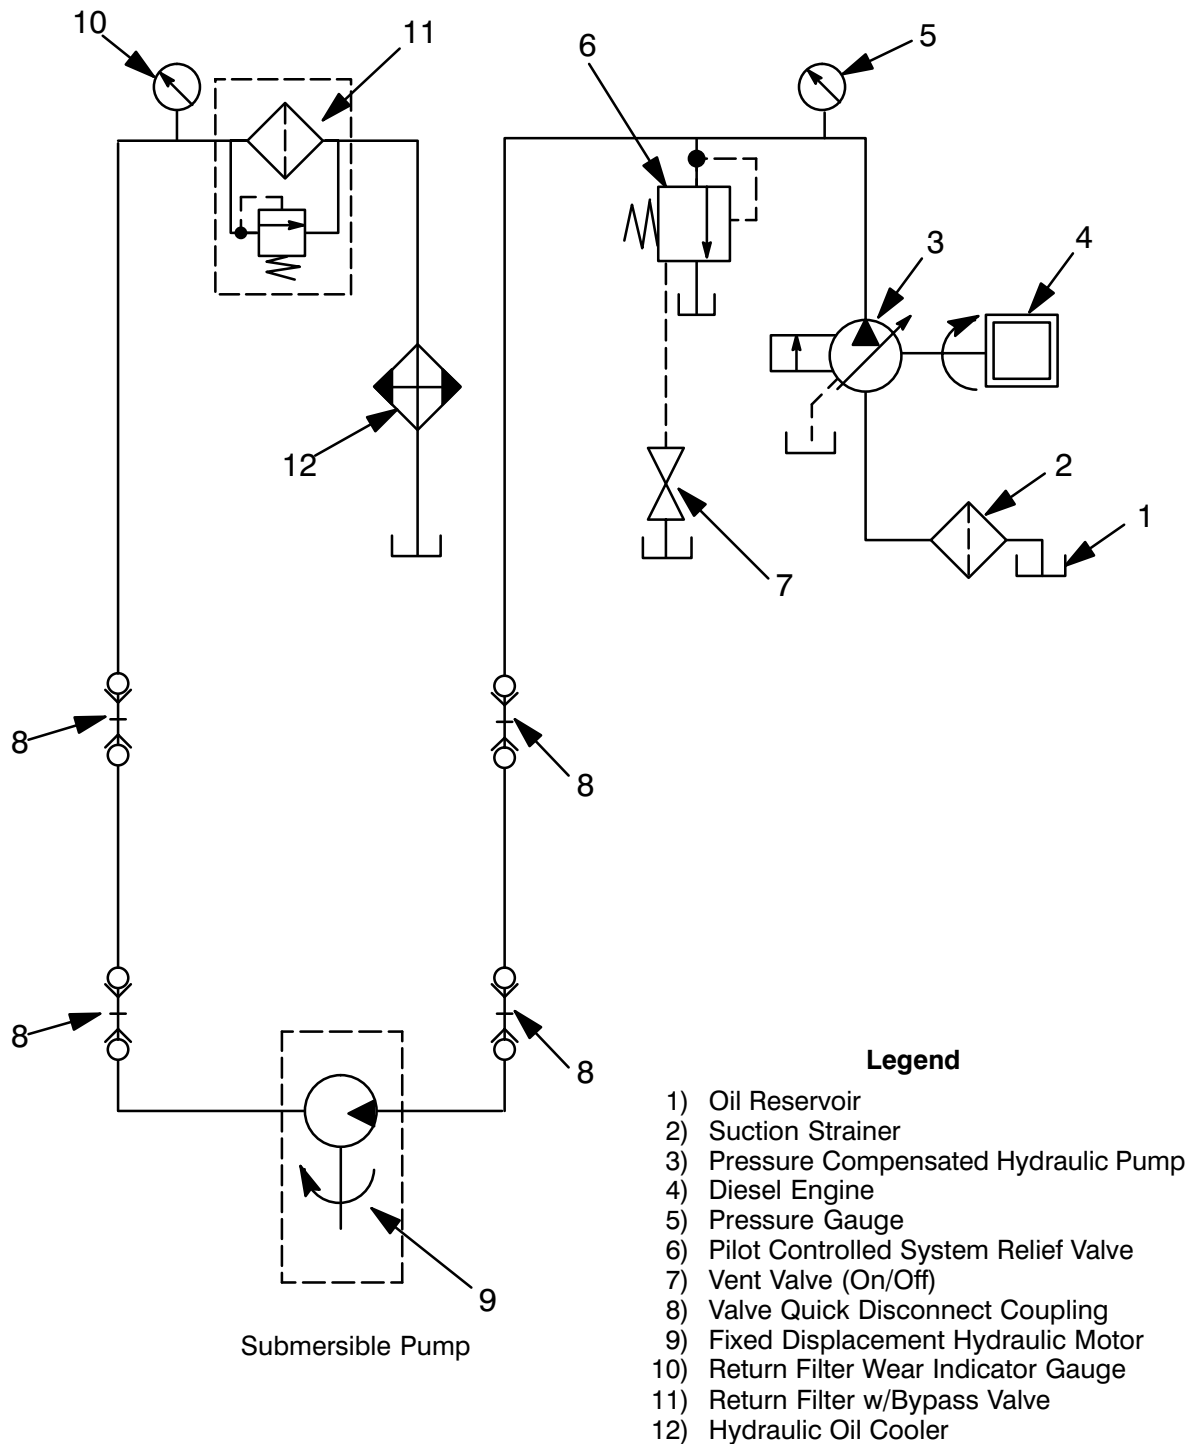 10
11
6
5
3
4
12
2
1
7
8
8
8
8
9
Submersible Pump
Legend
1) Oil Reservoir
2) Suction Strainer
3) Pressure Compensated Hydraulic Pump
4) Diesel Engine
5) Pressure Gauge
6) Pilot Controlled System Relief Valve
7) Vent Valve (On/Off)
8) Valve Quick Disconnect Coupling
9) Fixed Displacement Hydraulic Motor
10) Return Filter Wear Indicator Gauge
11) Return Filter w/Bypass Valve
12) Hydraulic Oil Cooler